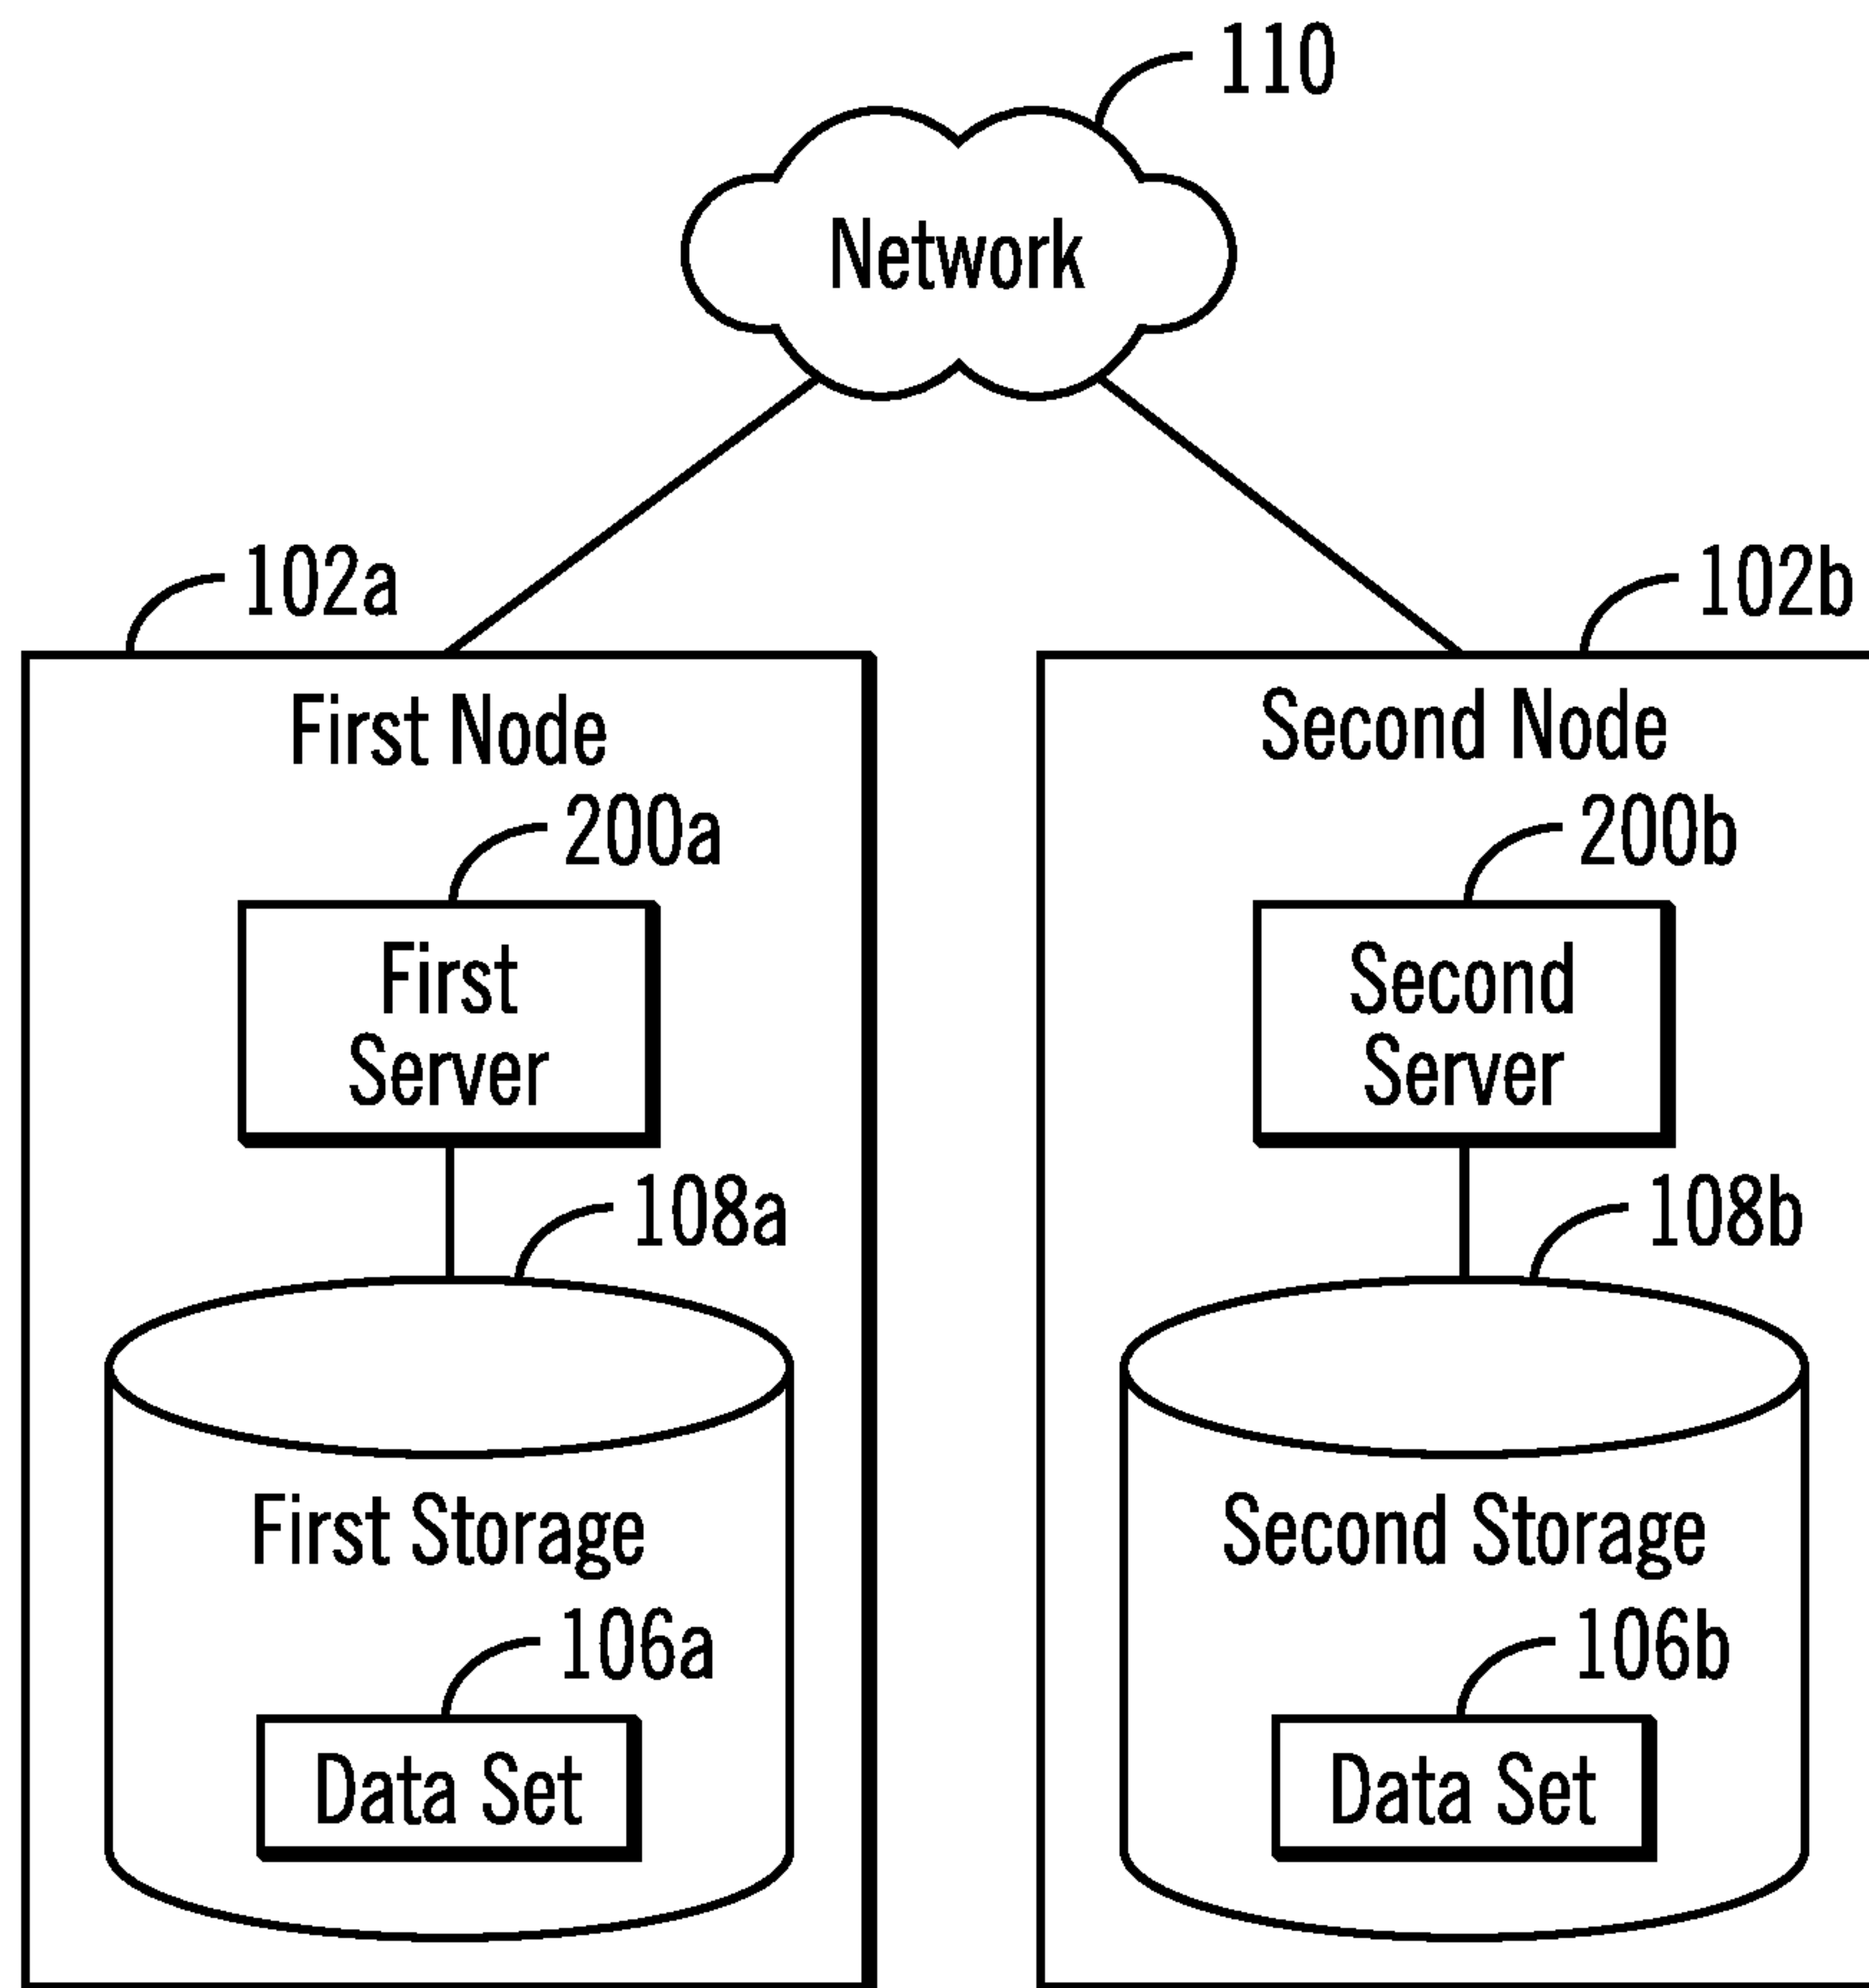 110
Network
102a
102b
First Node
200a
First
Server
108a
First Storage
106a
Data Set
Second Node
200b
Second
Server
108b
Second Storage
106b
Data Set